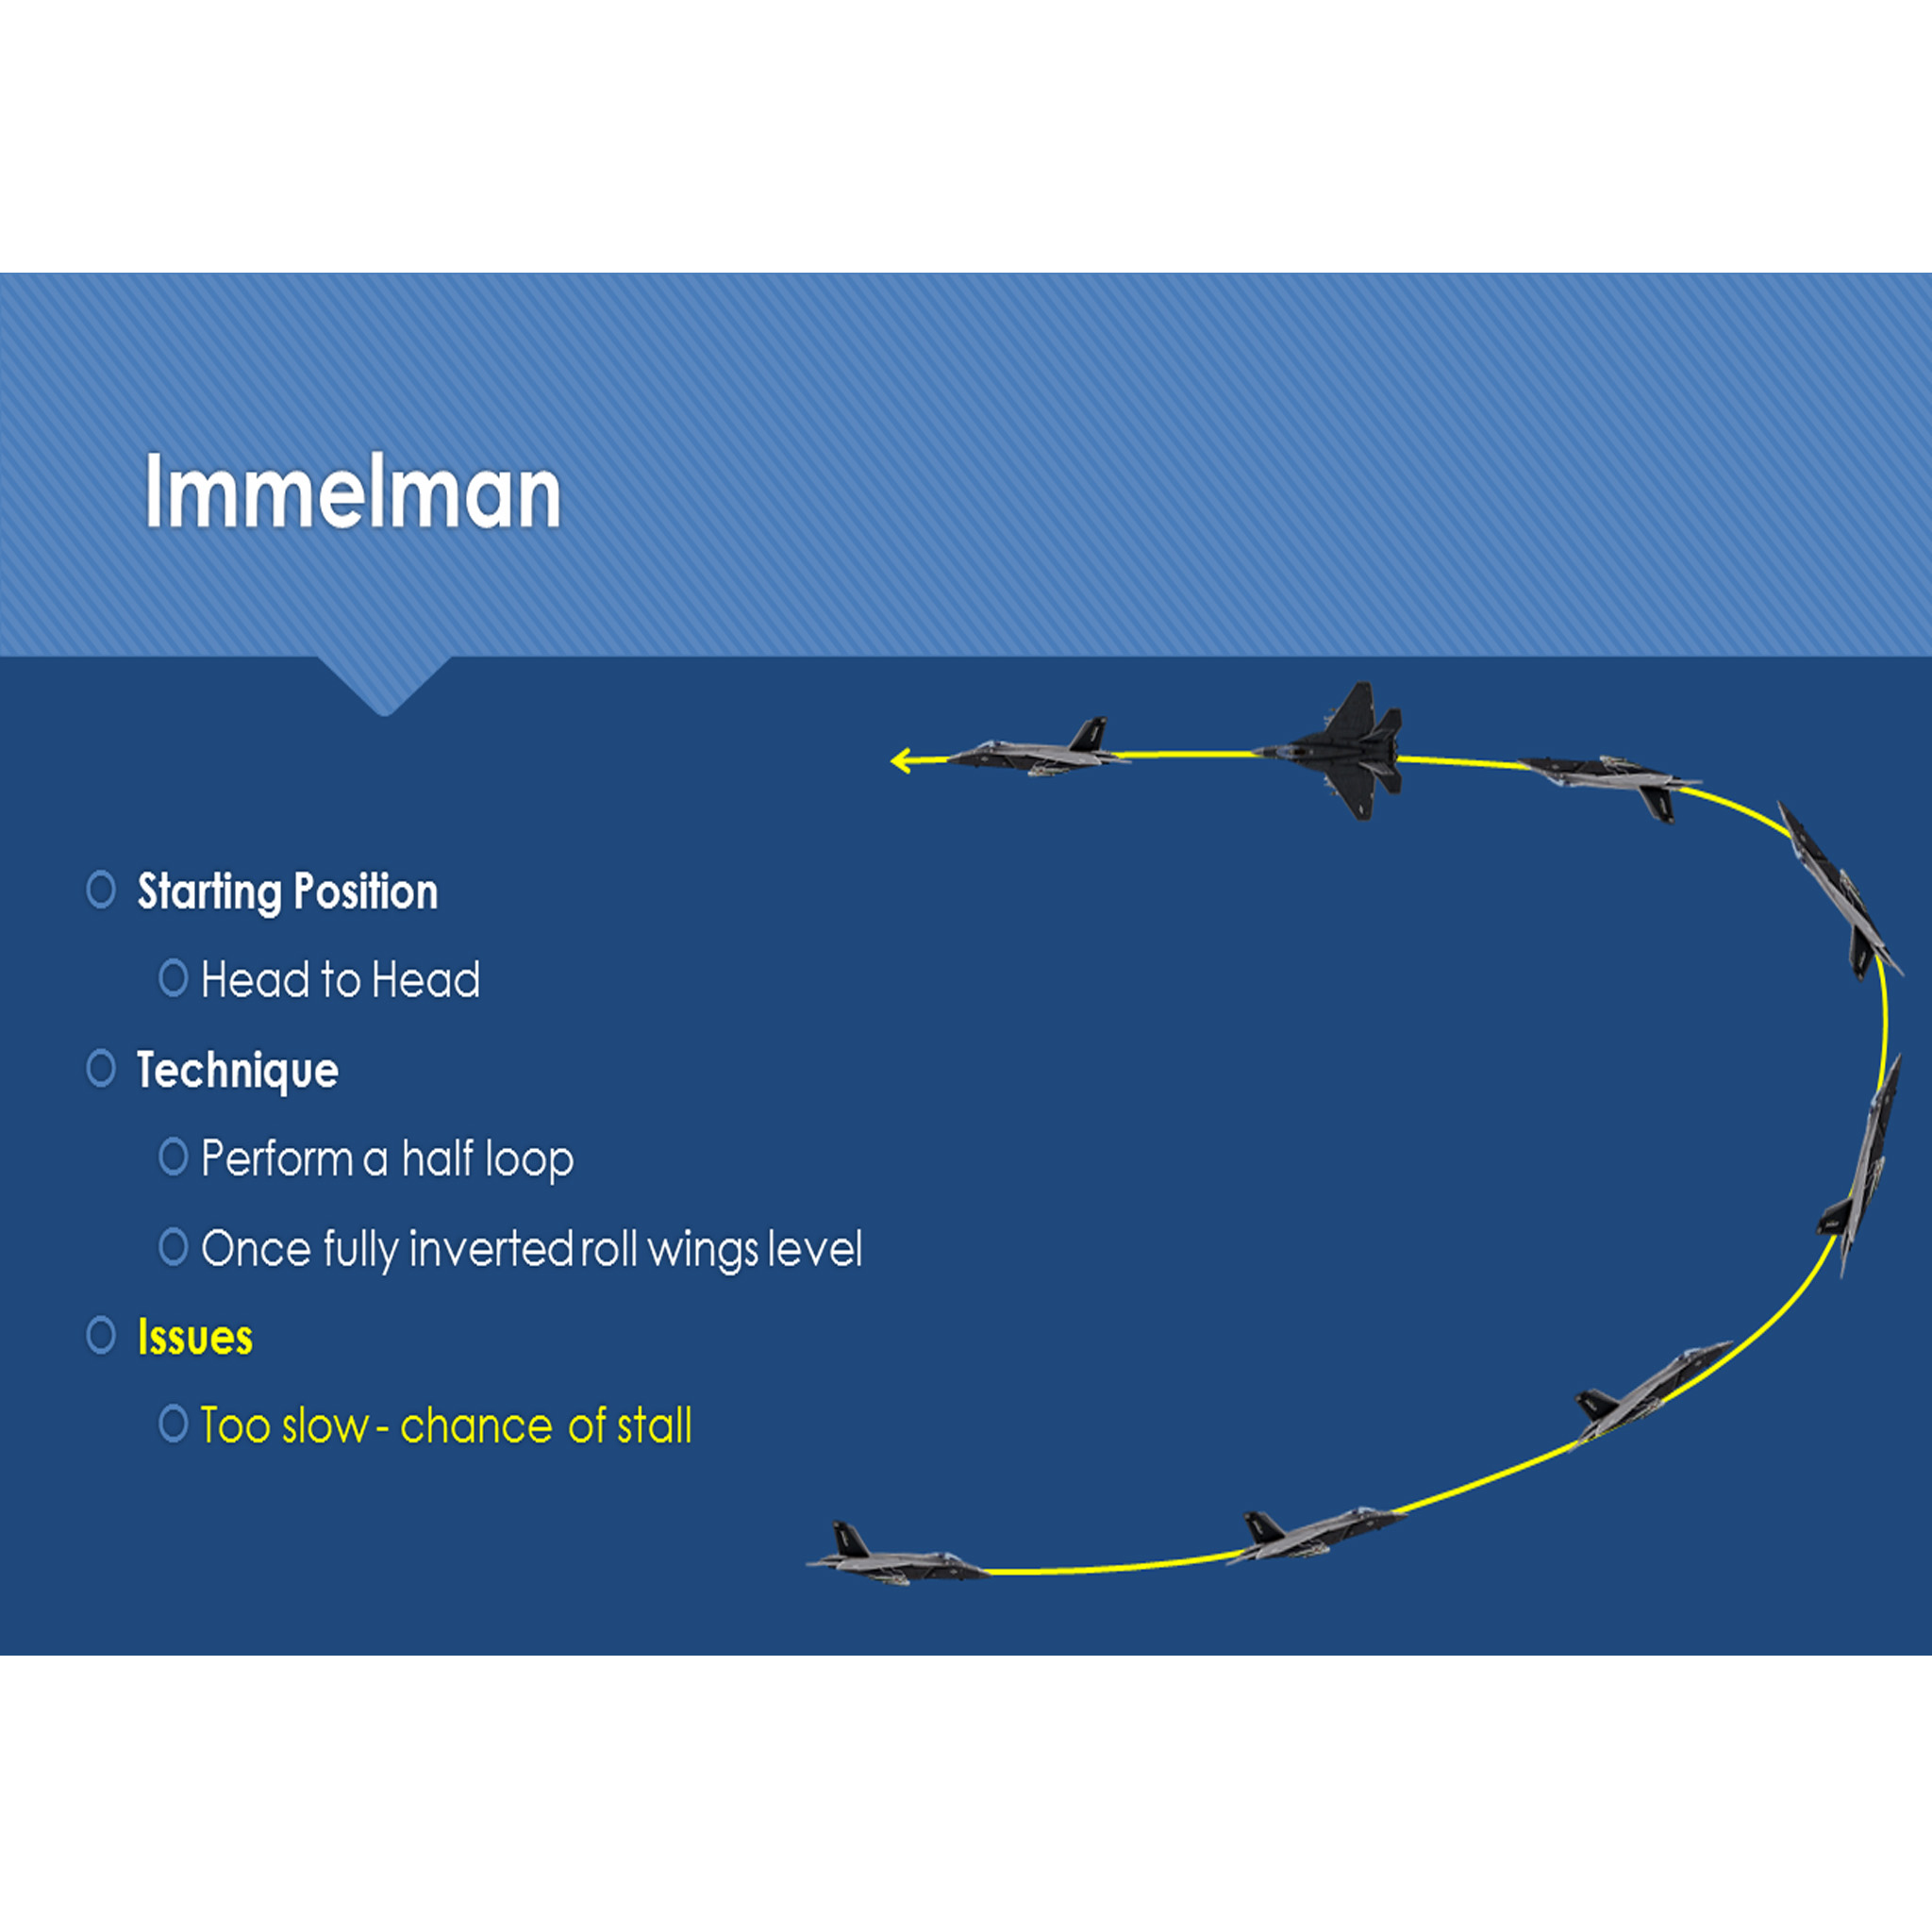 Immelman
Starting Position
Head to Head
Technique
Perform a half loop
Once fully inverted roll wings level
Issues
Too slow - chance of stall